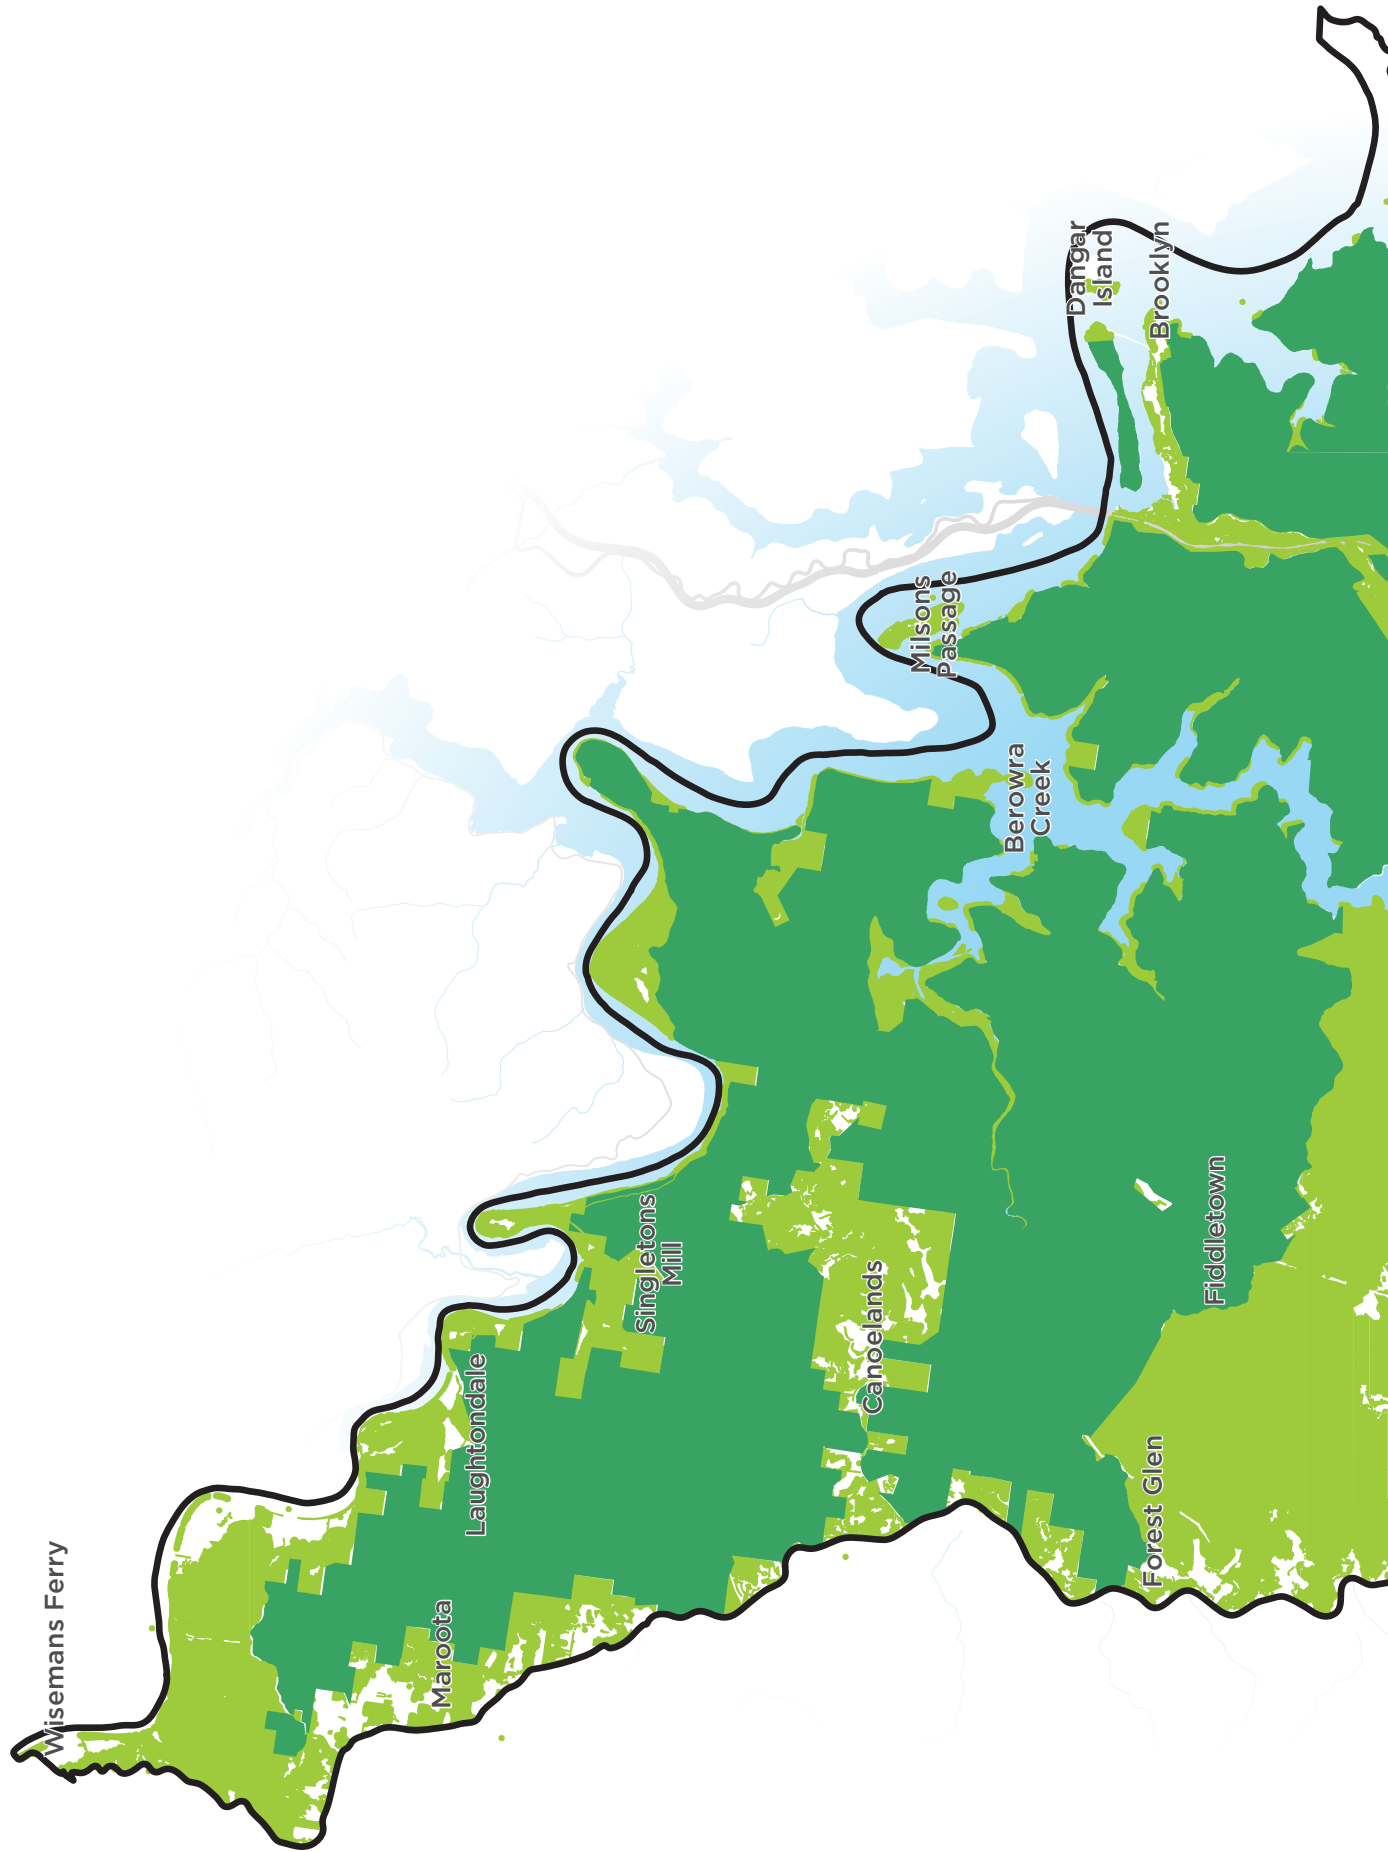 Wisemans Ferry
Maroota
Laughtondale
Singletons
Mill
Canoelands
Forest Glen
Fiddletown
Berowra
Creek
Milsons
Passage
Dangar
Island
Brooklyn